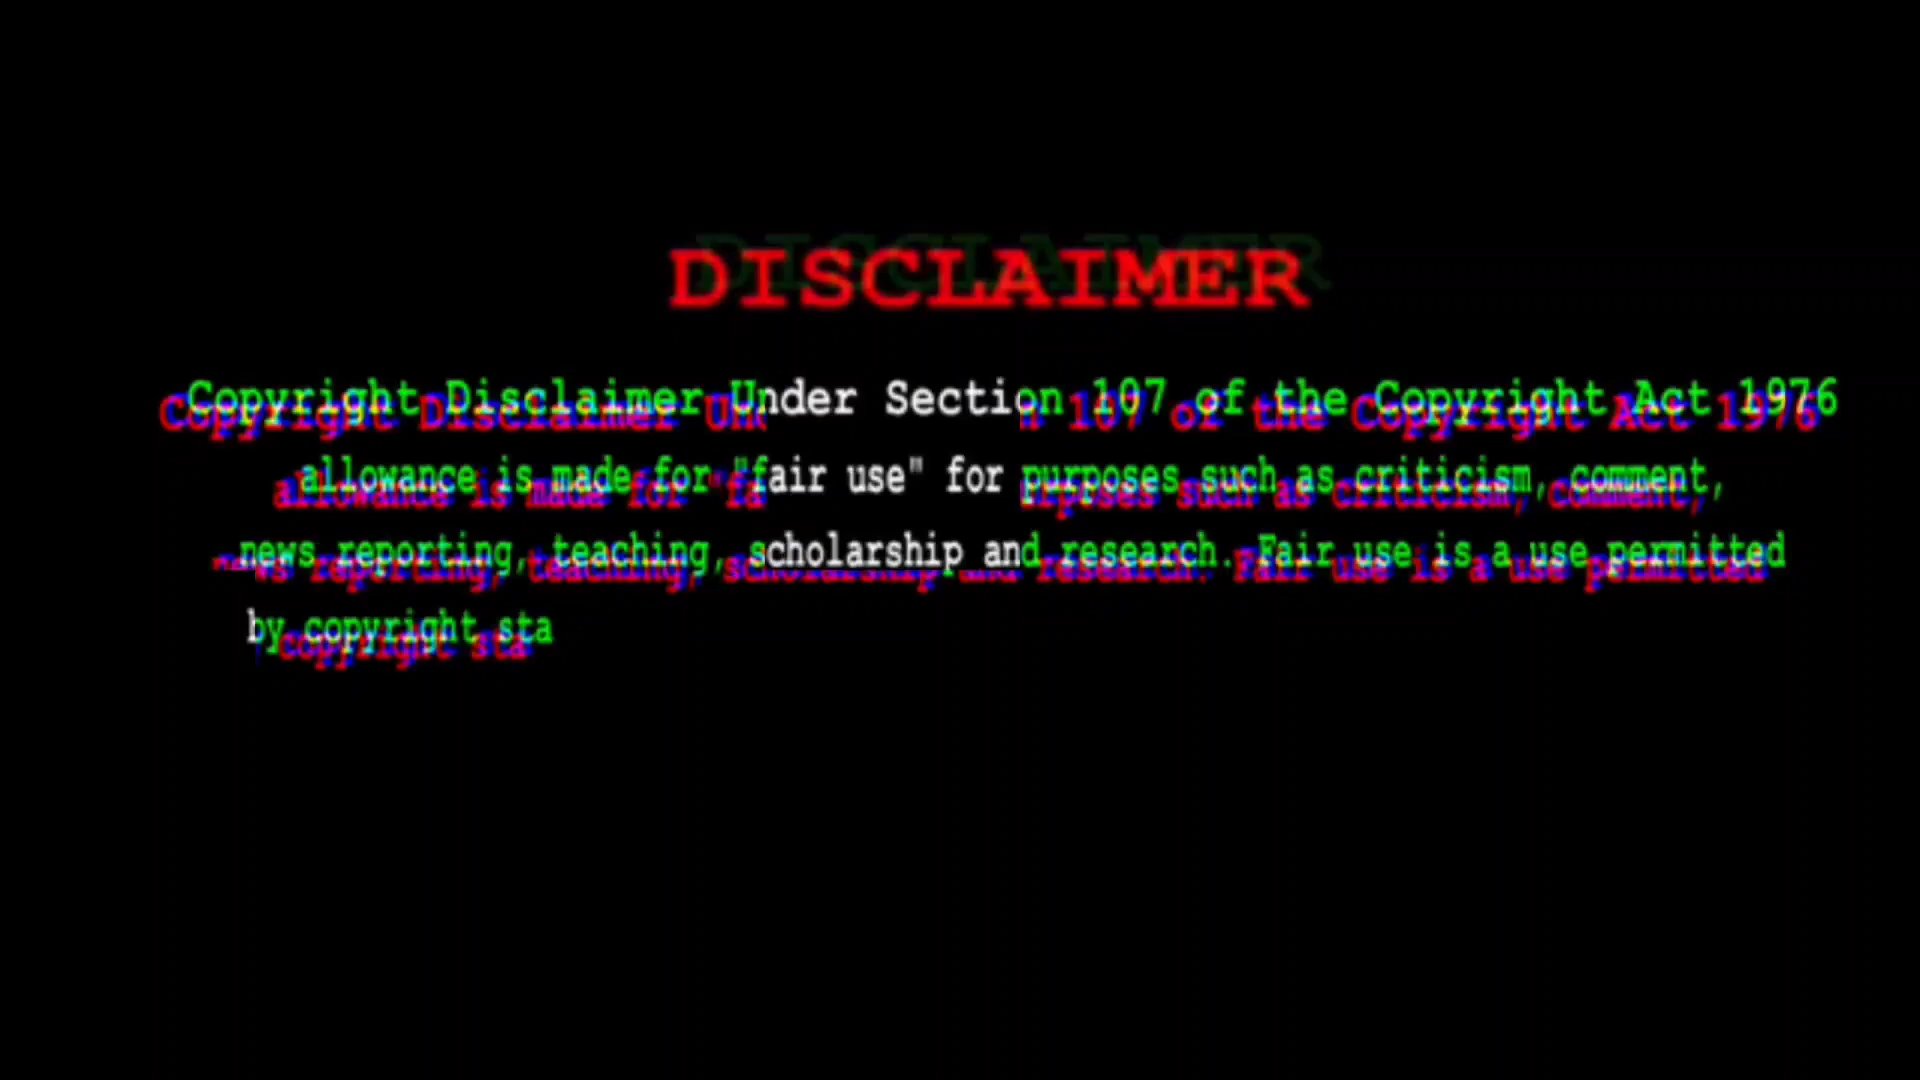 DISCLAIMER
Copyright Disclaimer Under Section 107 of the Copyright Act 1976
allowance is made for "fair use" for purposes such as criticism, comment,
news reporting, teaching, scholarship and research. Fair use is a use permitted
by copyright sta